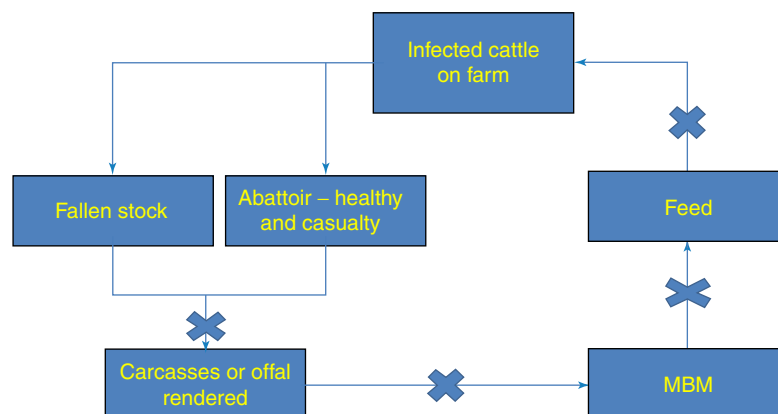 Infected cattle
on farm
Fallen stock
Abattoir – healthy
and casualty
Feed
Carcasses or offal
rendered
MBM